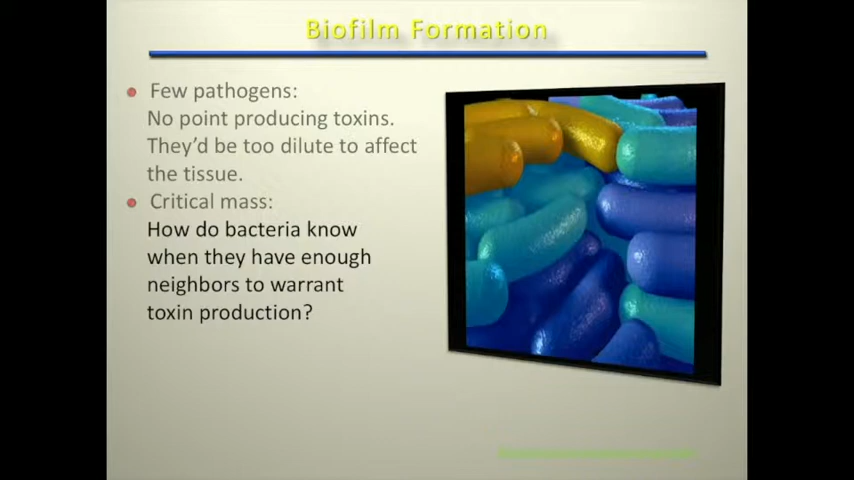 Biofilm Formation
Few pathogens:
No point producing toxins.
They'd be too dilute to affect
the tissue.
Critical mass:
How do bacteria know
when they have enough
neighbors to warrant
toxin production?